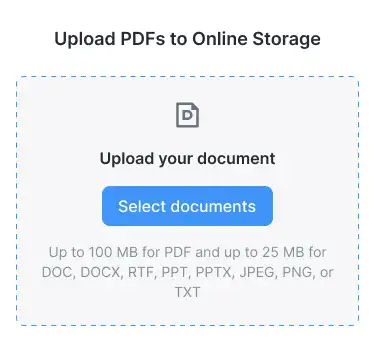 Upload PDFs to Online Storage
Upload your document
Select documents
Up to 100 MB for PDF and up to 25 MB for
DOC, DOCX, RTF, PPT, PPTX, JPEG, PNG, or
TXT